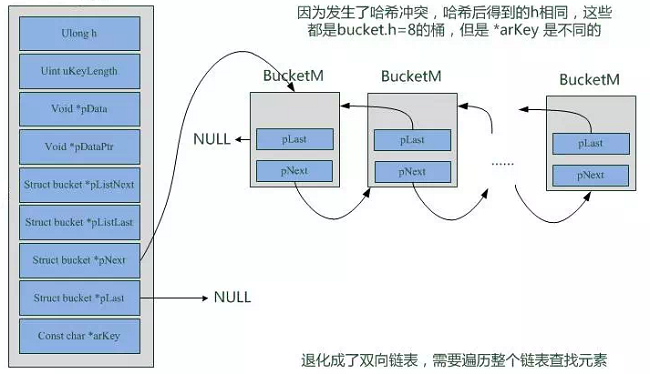 因为发生了哈希冲突，哈希后得到的h相同，这些
都是bucket.h=8的桶，但是 *arKey 是不同的
Ulong h
Uint uKeyLength
Void *pData
Void *pDataPtr
Struct bucket *pListNext
Struct bucket *pListLast
Struct bucket *pNext
Struct bucket *pLast
Const char *arKey
NULL
NULL
BucketM
pLast
pNext
BucketM
pLast
pNext
......
BucketM
pLast
pNext
退化成了双向链表，需要遍历整个链表查找元素